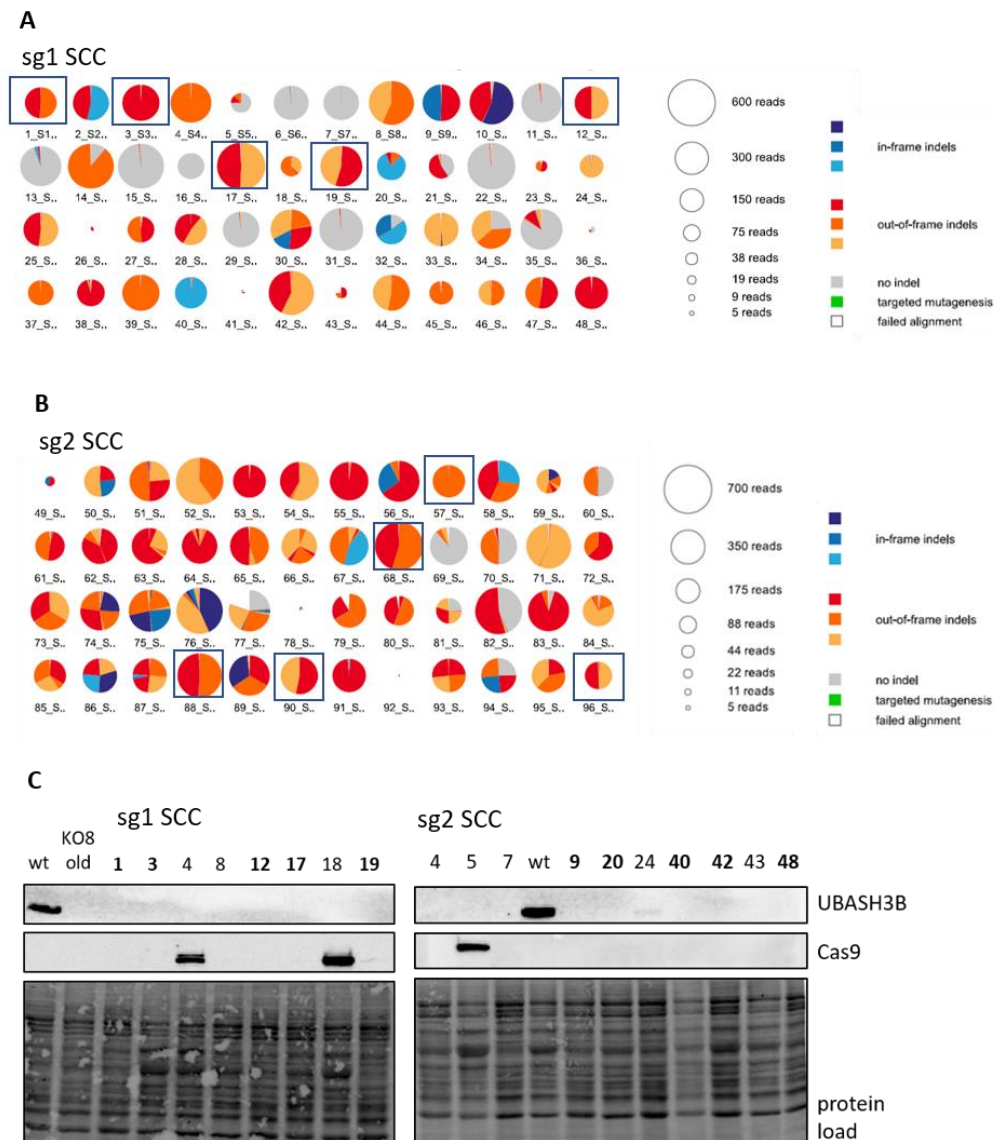 A
sg1 SCC
1_S1.. 2_S2.. 3_S3.. 4_S4.. 5_S5.. 6_S6.. 7_S7.. 8_S8.. 9_S9.. 10_S.. 11_S.. 12_S..
13_S.. 14_S.. 15_S.. 16_S.. 17_S.. 18_S.. 19_S.. 20_S.. 21_S.. 22_S.. 23_S.. 24_S..
25_S.. 26_S.. 27_S.. 28_S.. 29_S.. 30_S.. 31_S.. 32_S.. 33_S.. 34_S.. 35_S.. 36_S..
37_S.. 38_S.. 39_S.. 40_S.. 41_S.. 42_S.. 43_S.. 44_S.. 45_S.. 46_S.. 47_S.. 48_S..
600 reads
300 reads
150 reads
75 reads
38 reads
19 reads
9 reads
5 reads
in-frame indels
out-of-frame indels
no indel
targeted mutagenesis
failed alignment
B
sg2 SCC
49_S.. 50_S.. 51_S.. 52_S.. 53_S.. 54_S.. 55_S.. 56_S.. 57_S.. 58_S.. 59_S.. 60_S..
61_S.. 62_S.. 63_S.. 64_S.. 65_S.. 66_S.. 67_S.. 68_S.. 69_S.. 70_S.. 71_S.. 72_S..
73_S.. 74_S.. 75_S.. 76_S.. 77_S.. 78_S.. 79_S.. 80_S.. 81_S.. 82_S.. 83_S.. 84_S..
85_S.. 86_S.. 87_S.. 88_S.. 89_S.. 90_S.. 91_S.. 92_S.. 93_S.. 94_S.. 95_S.. 96_S..
700 reads
350 reads
175 reads
88 reads
44 reads
22 reads
11 reads
5 reads
in-frame indels
out-of-frame indels
no indel
targeted mutagenesis
failed alignment
C
sg1 SCC
wt KO8 old 1 3 4 8 12 17 18 19
sg2 SCC
4 5 7 wt 9 20 24 40 42 43 48
UBASH3B
Cas9
protein
load